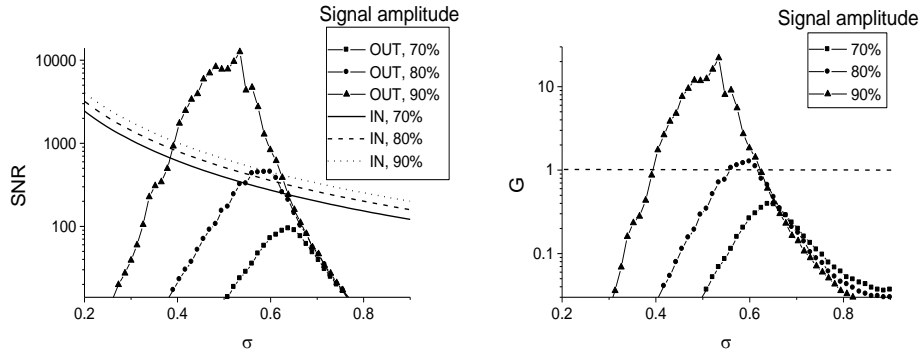 Signal amplitude
OUT, 70%
OUT, 80%
OUT, 90%
IN, 70%
IN, 80%
IN, 90%
10000
1000
100
SNR
0.2 0.4 0.6 0.8
σ
Signal amplitude
70%
80%
90%
10
1
0.1
G
0.2 0.4 0.6 0.8
σ